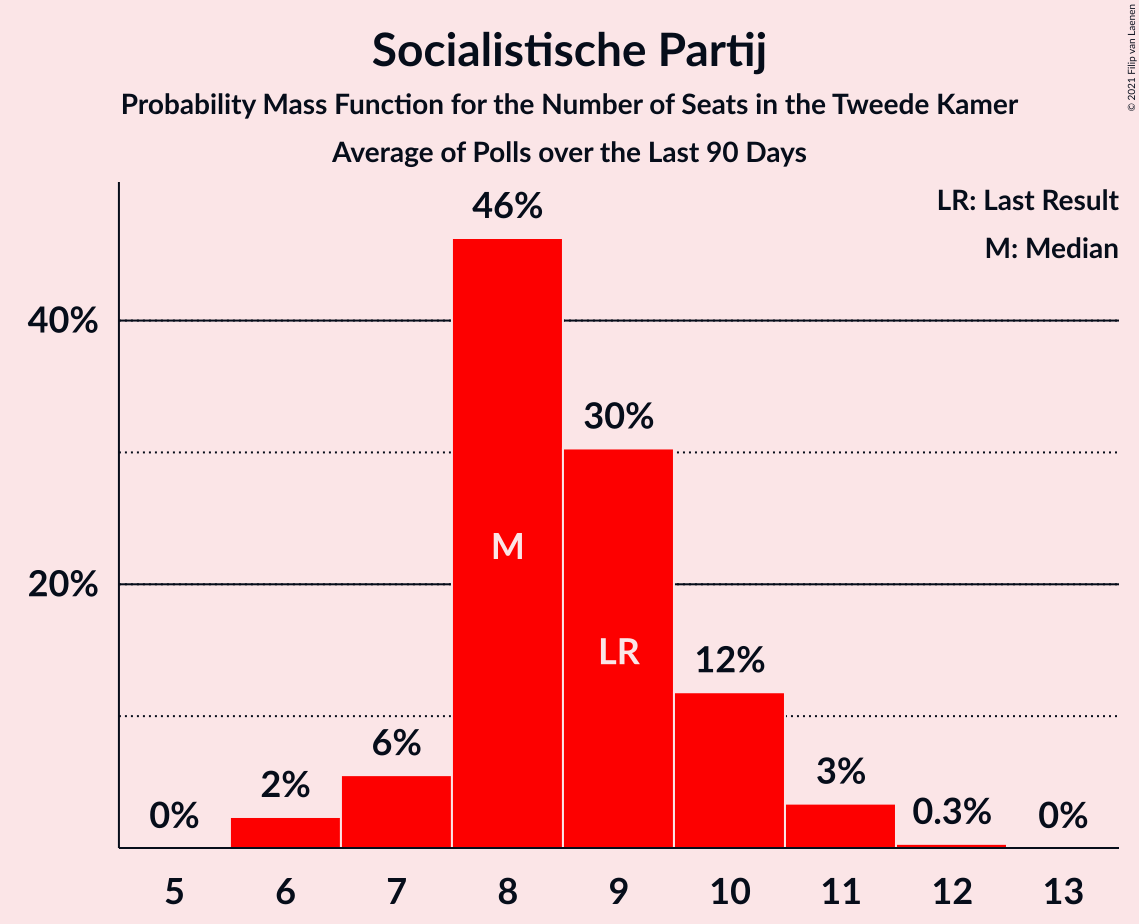 Socialistische Partij
Probability Mass Function for the Number of Seats in the Tweede Kamer
Average of Polls over the Last 90 Days
© 2021 Filip van Laenen
LR: Last Result
M: Median
40%
20%
0%
2%
6%
46%
30%
12%
3%
0.3%
0%
M
LR
5 6 7 8 9 10 11 12 13